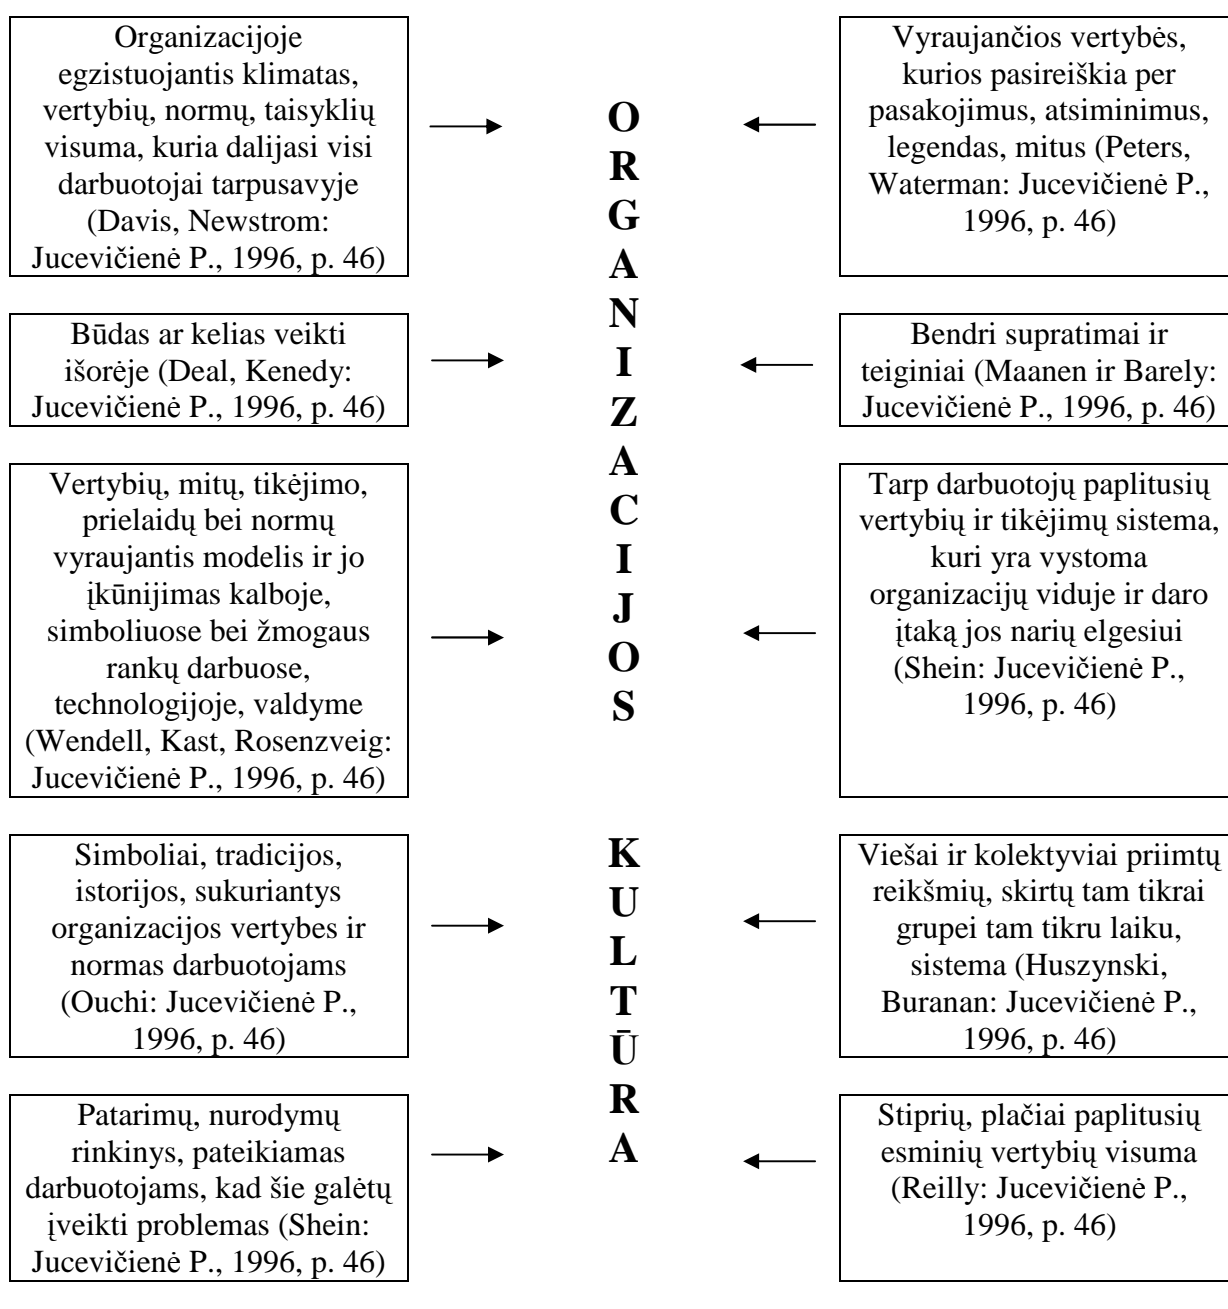 Organizacijoje
egzistuojantis klimatas,
vertybių, normų, taisyklių
visuma, kuria dalijasi visi
darbuotojai tarpusavyje
(Davis, Newstrom:
Jucevičienė P., 1996, p. 46)
Būdas ar kelias veikti
išorėje (Deal, Kenedy:
Jucevičienė P., 1996, p. 46)
Vertybių, mitų, tikėjimo,
prielaidų bei normų
vyraujantis modelis ir jo
įkūnijimas kalboje,
simboliuose bei žmogaus
rankų darbuose,
technologijoje, valdyme
(Wendell, Kast, Rosenzveig:
Jucevičienė P., 1996, p. 46)
Simboliai, tradicijos,
istorijos, sukuriantys
organizacijos vertybes ir
normas darbuotojams
(Ouchi: Jucevičienė P.,
1996, p. 46)
Patarimų, nurodymų
rinkinys, pateikiamas
darbuotojams, kad šie galėtų
įveikti problemas (Shein:
Jucevičienė P., 1996, p. 46)
O
R
G
A
N
I
Z
A
C
I
J
O
S
K
U
L
T
Ū
R
A
Vyraujančios vertybės,
kurios pasireiškia per
pasakojimus, atsiminimus,
legendas, mitus (Peters,
Waterman: Jucevičienė P.,
1996, p. 46)
Bendri supratimai ir
teiginiai (Maanen ir Barely:
Jucevičienė P., 1996, p. 46)
Tarp darbuotojų paplitusių
vertybių ir tikėjimų sistema,
kuri yra vystoma
organizacijų viduje ir daro
įtaką jos narių elgesiui
(Shein: Jucevičienė P.,
1996, p. 46)
Viešai ir kolektyviai priimtų
reikšmių, skirtų tam tikrai
grupei tam tikru laiku,
sistema (Huszynski,
Buranan: Jucevičienė P.,
1996, p. 46)
Stiprių, plačiai paplitusių
esminių vertybių visuma
(Reilly: Jucevičienė P.,
1996, p. 46)